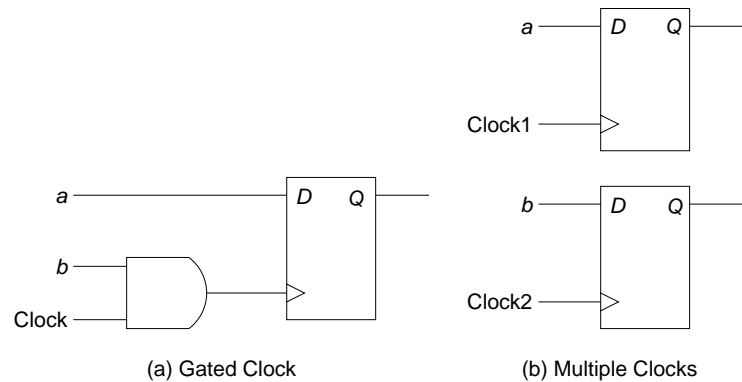 a
D Q
b
Clock
(a) Gated Clock
a
D Q
Clock1
b
D Q
Clock2
(b) Multiple Clocks